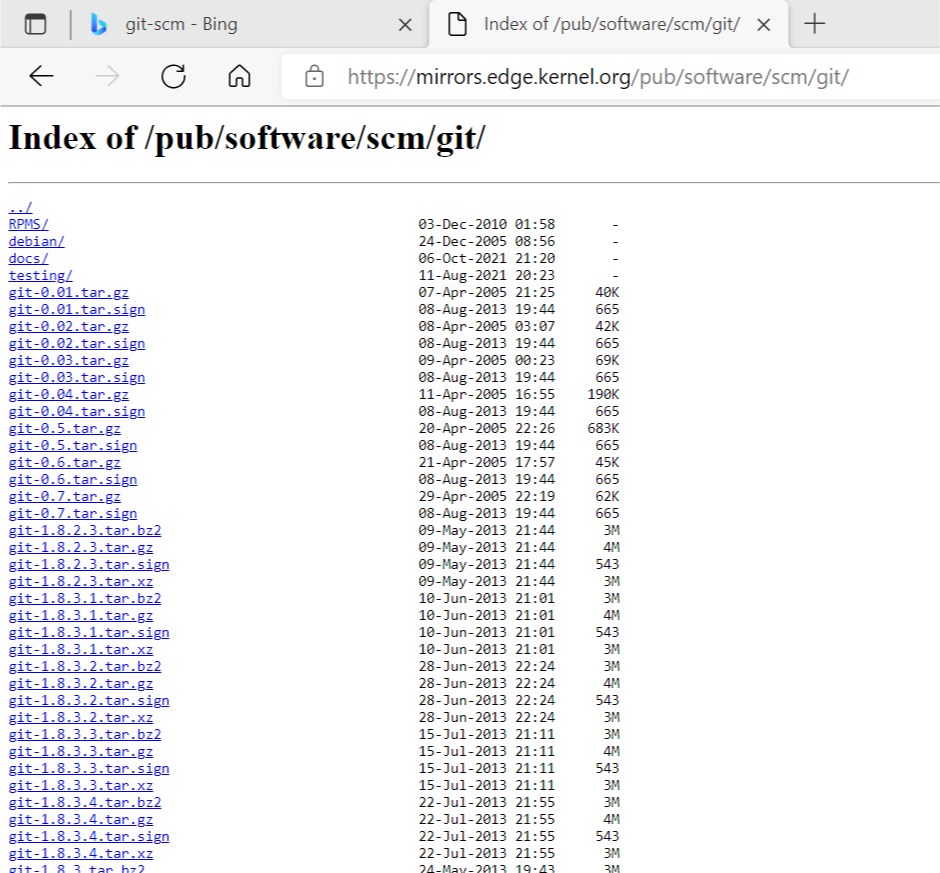 git-scm - Bing
Index of /pub/software/scm/git/
https://mirrors.edge.kernel.org/pub/software/scm/git/
Index of /pub/software/scm/git/
../
RPMS/ 03-Dec-2010 01:58 -
debian/ 24-Dec-2005 08:56 -
docs/ 06-Oct-2021 21:20 -
testing/ 11-Aug-2021 20:23 -
git-0.01.tar.gz 07-Apr-2005 21:25 40K
git-0.01.tar.sign 08-Aug-2013 19:44 665
git-0.02.tar.gz 08-Apr-2005 03:07 42K
git-0.02.tar.sign 08-Aug-2013 19:44 665
git-0.03.tar.gz 09-Apr-2005 00:23 69K
git-0.03.tar.sign 08-Aug-2013 19:44 665
git-0.04.tar.gz 11-Apr-2005 16:55 190K
git-0.04.tar.sign 08-Aug-2013 19:44 665
git-0.5.tar.gz 20-Apr-2005 22:26 683K
git-0.5.tar.sign 08-Aug-2013 19:44 665
git-0.6.tar.gz 21-Apr-2005 17:57 45K
git-0.6.tar.sign 08-Aug-2013 19:44 665
git-0.7.tar.gz 29-Apr-2005 22:19 62K
git-0.7.tar.sign 08-Aug-2013 19:44 665
git-1.8.2.3.tar.bz2 09-May-2013 21:44 3M
git-1.8.2.3.tar.gz 09-May-2013 21:44 4M
git-1.8.2.3.tar.sign 09-May-2013 21:44 543
git-1.8.2.3.tar.xz 09-May-2013 21:44 3M
git-1.8.3.1.tar.bz2 10-Jun-2013 21:01 3M
git-1.8.3.1.tar.gz 10-Jun-2013 21:01 4M
git-1.8.3.1.tar.sign 10-Jun-2013 21:01 543
git-1.8.3.1.tar.xz 10-Jun-2013 21:01 3M
git-1.8.3.2.tar.bz2 28-Jun-2013 22:24 3M
git-1.8.3.2.tar.gz 28-Jun-2013 22:24 4M
git-1.8.3.2.tar.sign 28-Jun-2013 22:24 543
git-1.8.3.2.tar.xz 28-Jun-2013 22:24 3M
git-1.8.3.3.tar.bz2 15-Jul-2013 21:11 3M
git-1.8.3.3.tar.gz 15-Jul-2013 21:11 4M
git-1.8.3.3.tar.sign 15-Jul-2013 21:11 543
git-1.8.3.3.tar.xz 15-Jul-2013 21:11 3M
git-1.8.3.4.tar.bz2 22-Jul-2013 21:55 3M
git-1.8.3.4.tar.gz 22-Jul-2013 21:55 4M
git-1.8.3.4.tar.sign 22-Jul-2013 21:55 543
git-1.8.3.4.tar.xz 22-Jul-2013 21:55 3M
git-1.8.3.tar.bz2 24-May-2013 19:43 3M